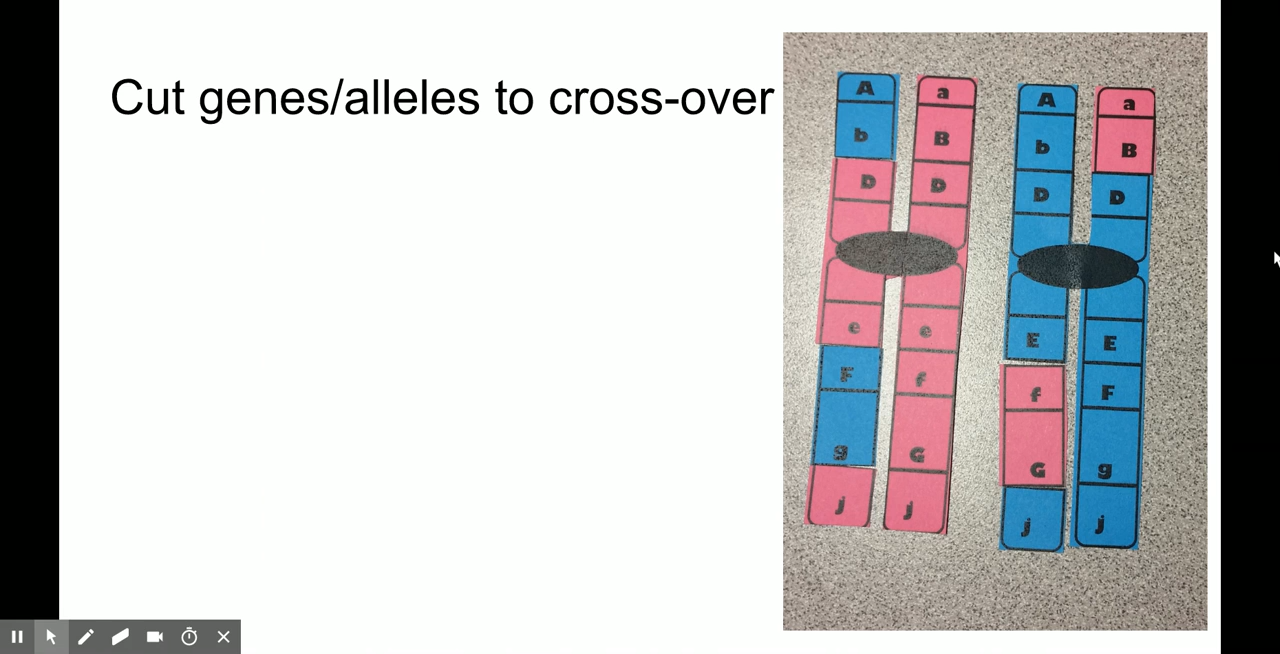 Cut genes/alleles to cross-over
A a A a
b B b B
D D D D
e e E E
F f f F
g G G g
j j j j